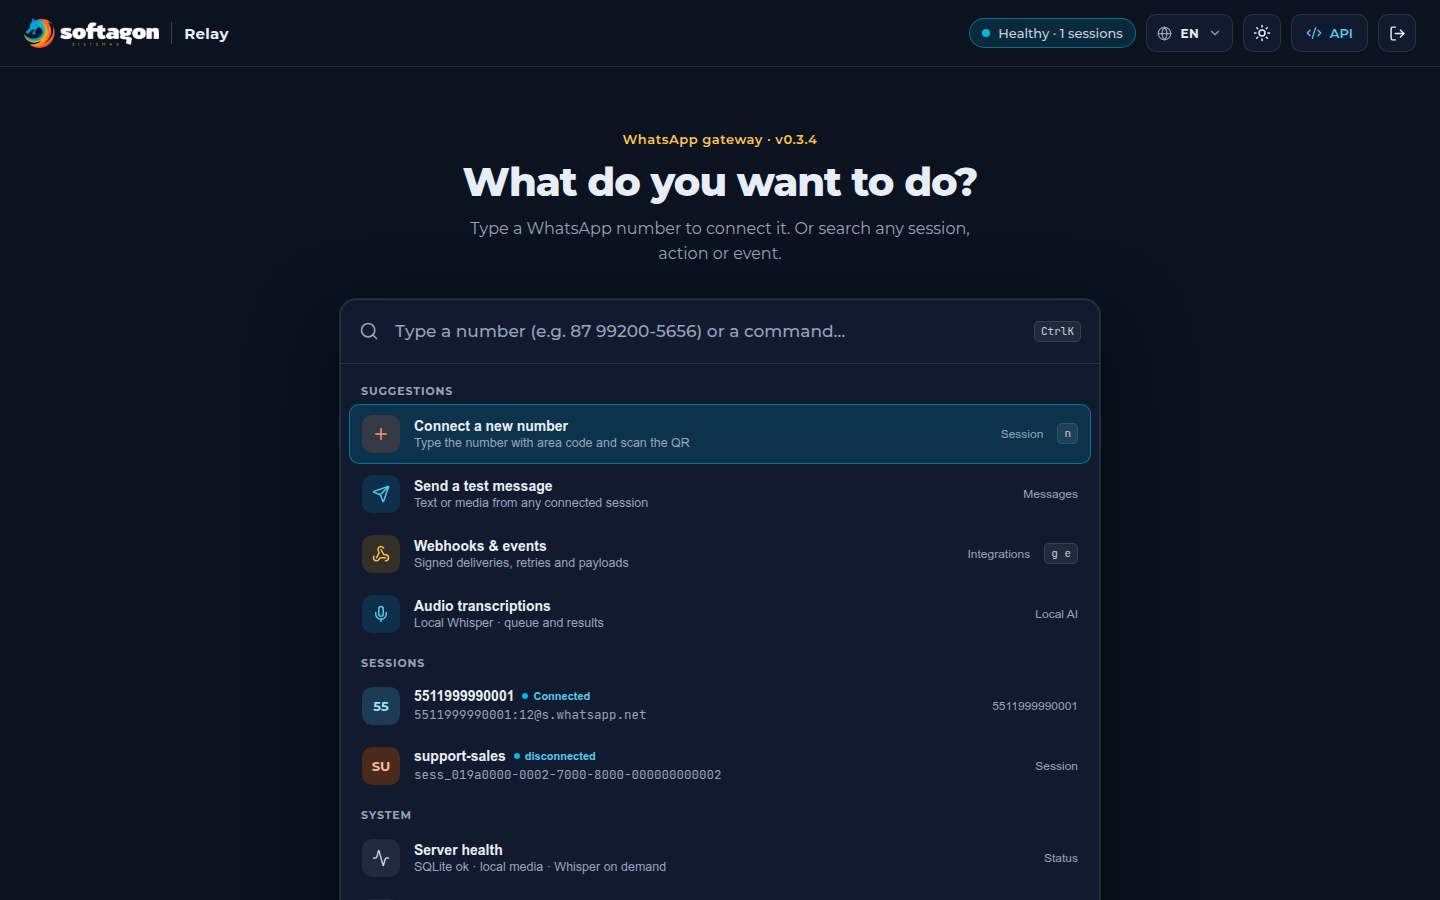 softagon
SISTEMAS
Relay
Healthy · 1 sessions
EN
API
WhatsApp gateway · v0.3.4
What do you want to do?
Type a WhatsApp number to connect it. Or search any session,
action or event.
Type a number (e.g. 87 99200-5656) or a command...
CtrlK
SUGGESTIONS
Connect a new number
Type the number with area code and scan the QR
Session
n
Send a test message
Text or media from any connected session
Messages
Webhooks & events
Signed deliveries, retries and payloads
Integrations
g e
Audio transcriptions
Local Whisper · queue and results
Local AI
SESSIONS
55
5511999990001
Connected
5511999990001:12@s.whatsapp.net
5511999990001
SU
support-sales
disconnected
sess_019a0000-0002-7000-8000-000000000002
Session
SYSTEM
Server health
SQLite ok · local media · Whisper on demand
Status